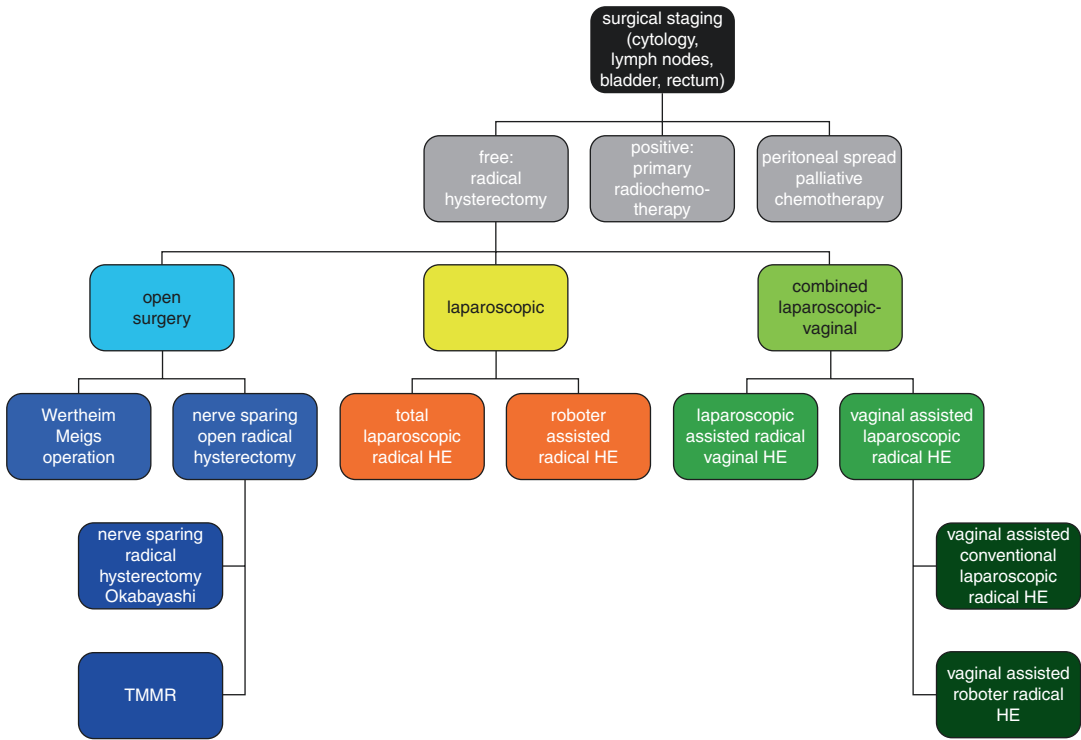 surgical staging
(cytology,
lymph nodes,
bladder, rectum)
free:
radical
hysterectomy
positive:
primary
radiochemo-
therapy
peritoneal spread
palliative
chemotherapy
open
surgery
laparoscopic
combined
laparoscopic-
vaginal
Wertheim
Meigs
operation
nerve sparing
open radical
hysterectomy
total
laparoscopic
radical HE
roboter
assisted
radical HE
laparoscopic
assisted radical
vaginal HE
vaginal assisted
laparoscopic
radical HE
nerve sparing
radical
hysterectomy
Okabayashi
vaginal assisted
conventional
laparoscopic
radical HE
TMMR
vaginal assisted
roboter radical
HE